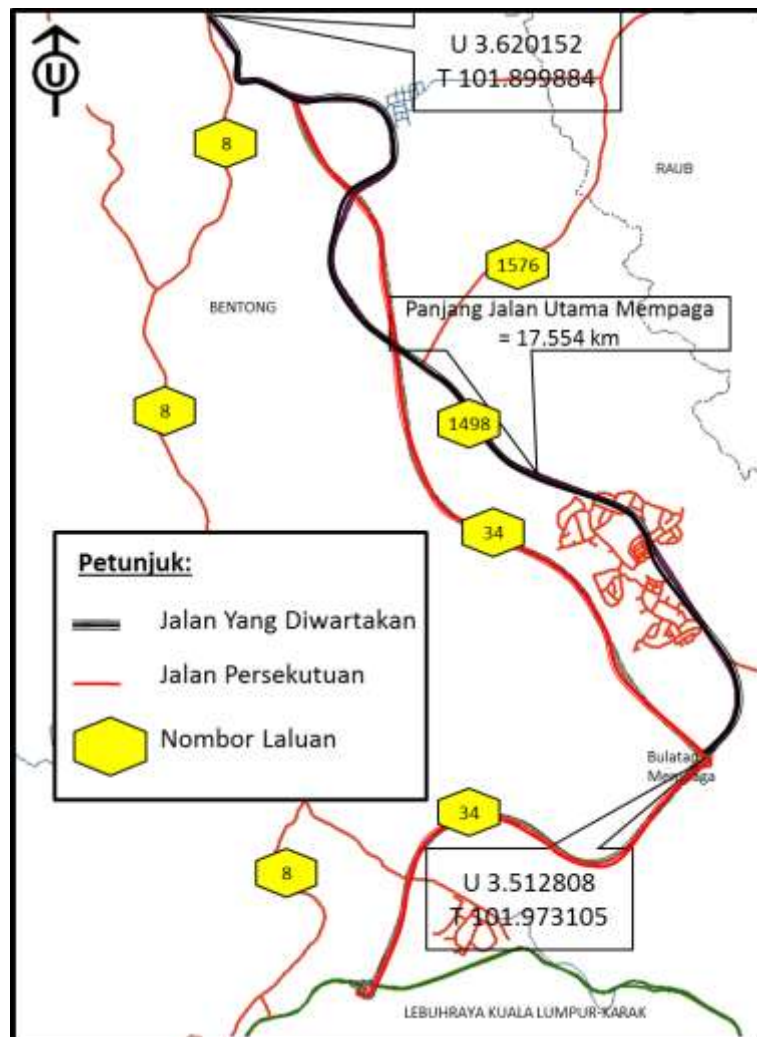 U
U 3.620152
T 101.899884
8
RAUB
1576
BENTONG
Panjang Jalan Utama Mempaga
= 17.554 km
8
1498
34
Petunjuk:
Jalan Yang Diwartakan
Jalan Persekutuan
Nombor Laluan
Bulatan
Mempaga
34
8
U 3.512808
T 101.973105
LEBUHRAYA KUALA LUMPUR-KARAK